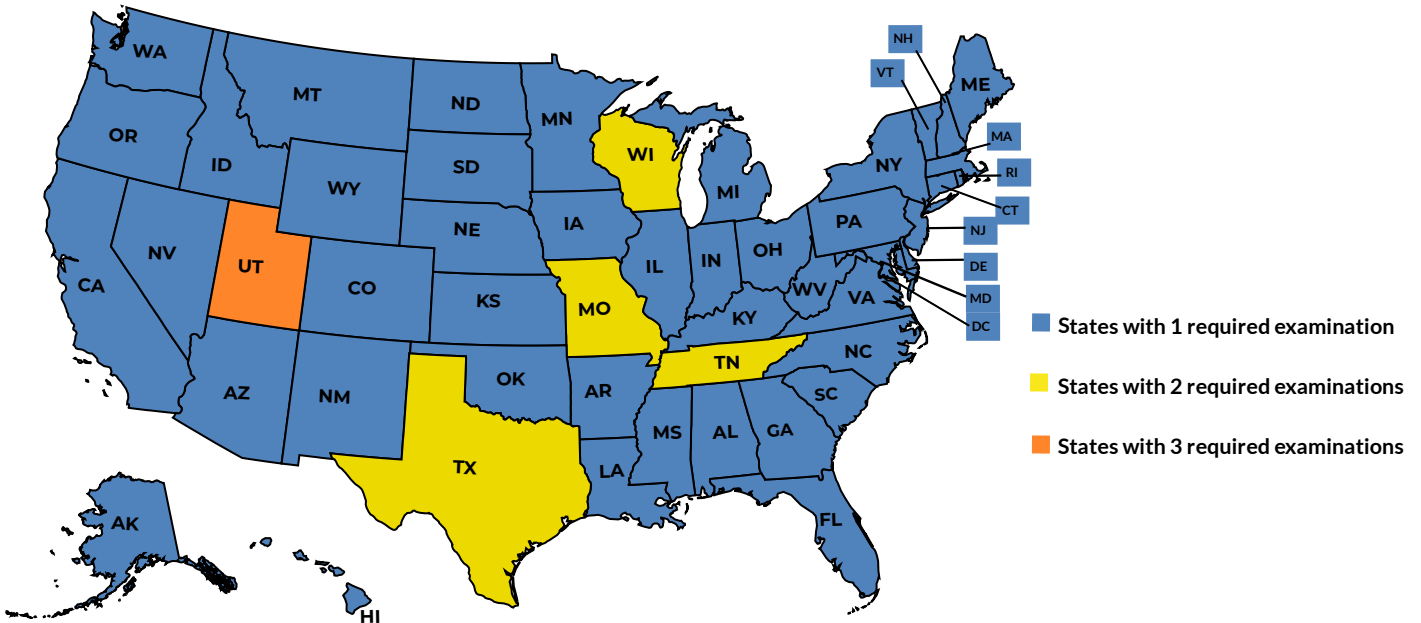 NH
WA
VT
ME
MT
ND
MN
OR
MA
WI
ID
SD
NY
RI
WY
MI
CT
IA
PA
NE
NJ
NV
OH
IN
UT
IL
DE
CA
CO
WV
VA
MD
KS
MO
KY
DC
States with 1 required examination
NC
TN
OK
States with 2 required examinations
AZ
AR
NM
SC
MS
AL
GA
States with 3 required examinations
TX
LA
FL
AK
HI